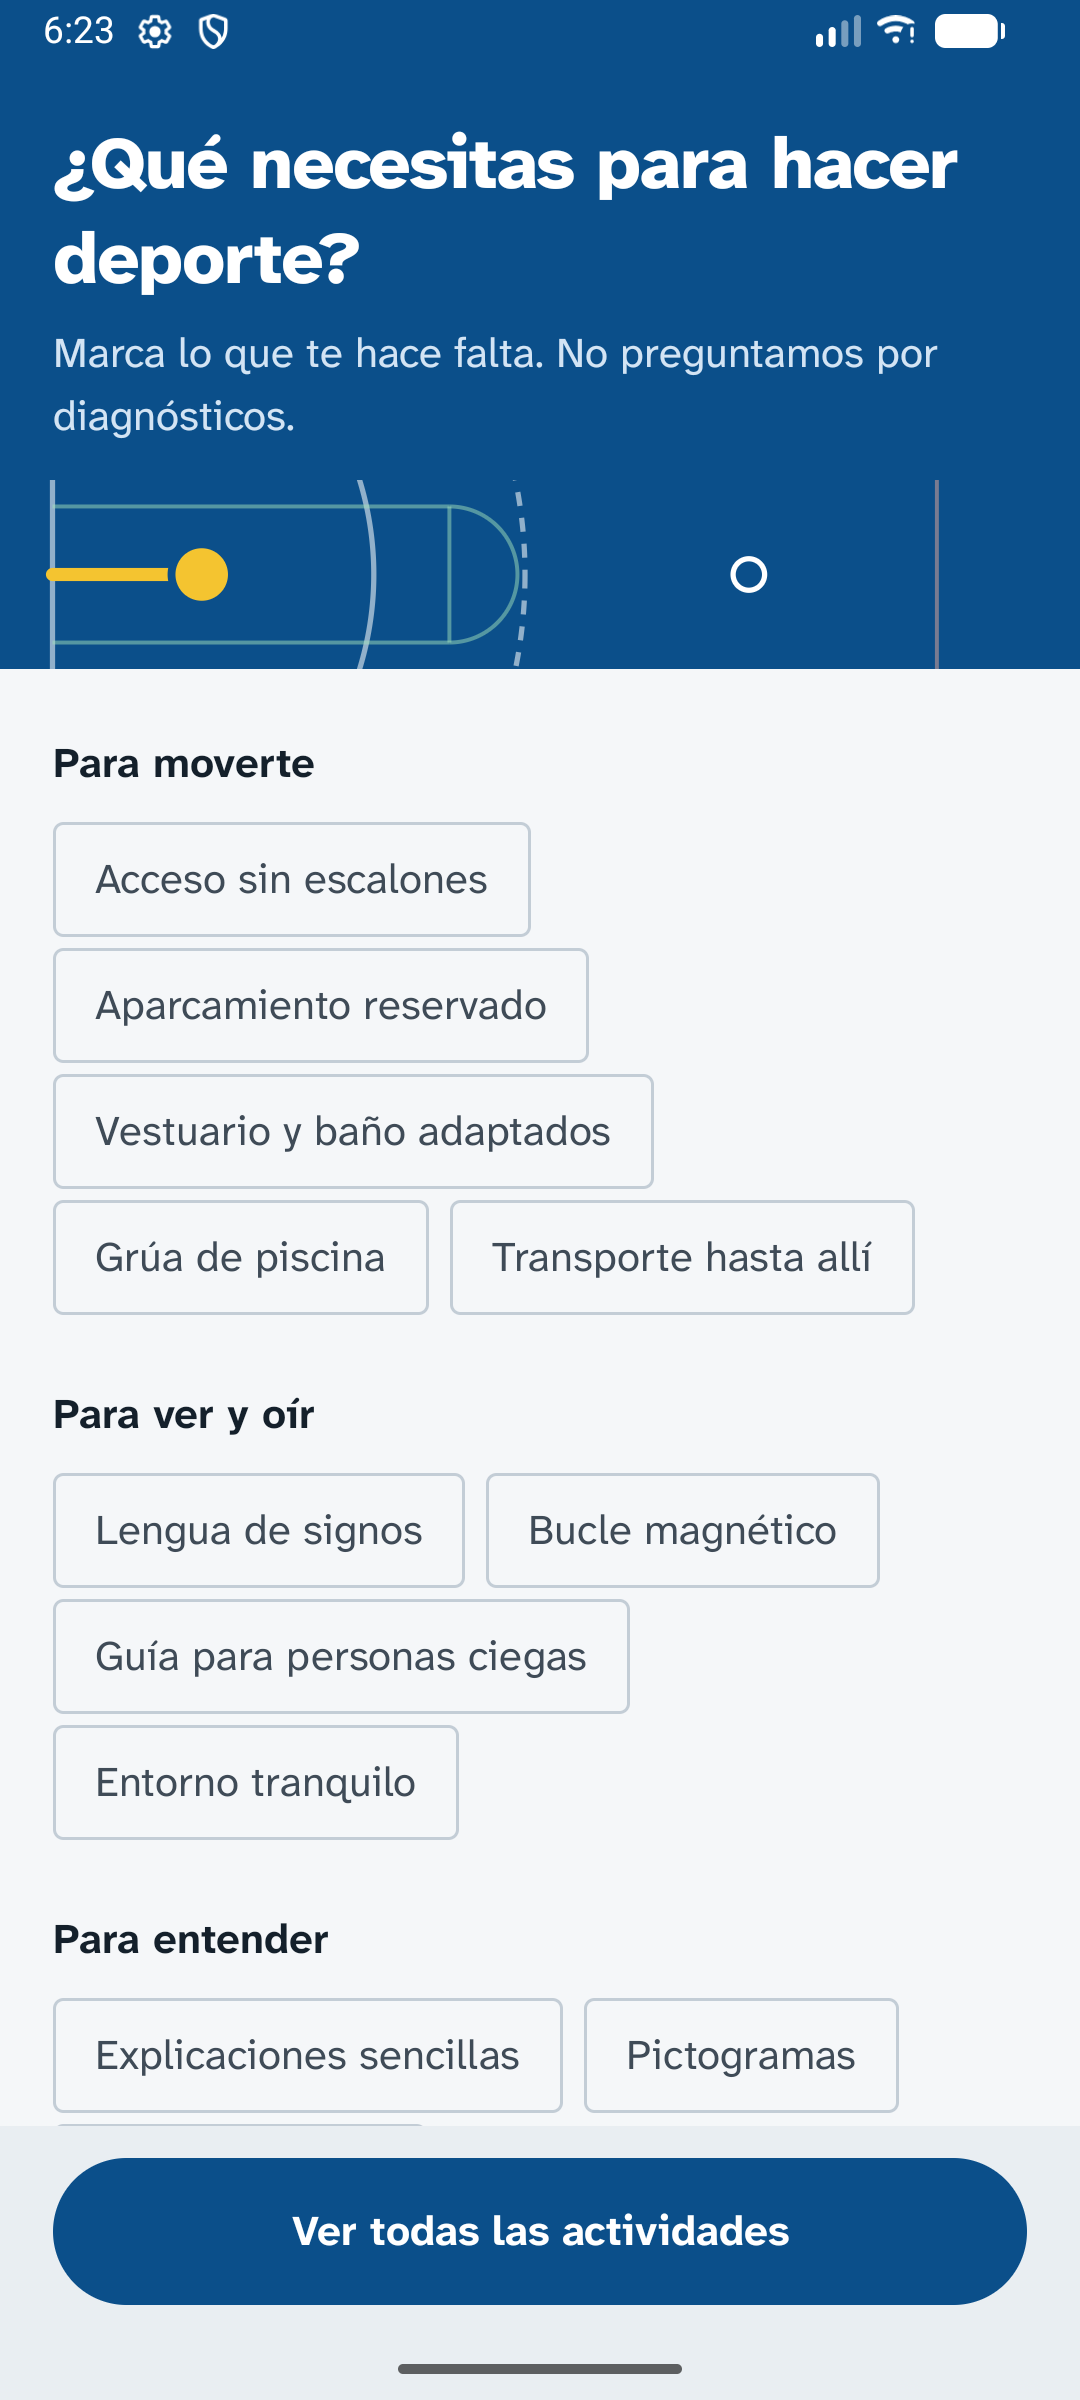 6:23
¿Qué necesitas para hacer
deporte?
Marca lo que te hace falta. No preguntamos por
diagnósticos.
Para moverte
Acceso sin escalones
Aparcamiento reservado
Vestuario y baño adaptados
Grúa de piscina
Transporte hasta allí
Para ver y oír
Lengua de signos
Bucle magnético
Guía para personas ciegas
Entorno tranquilo
Para entender
Explicaciones sencillas
Pictogramas
Ver todas las actividades